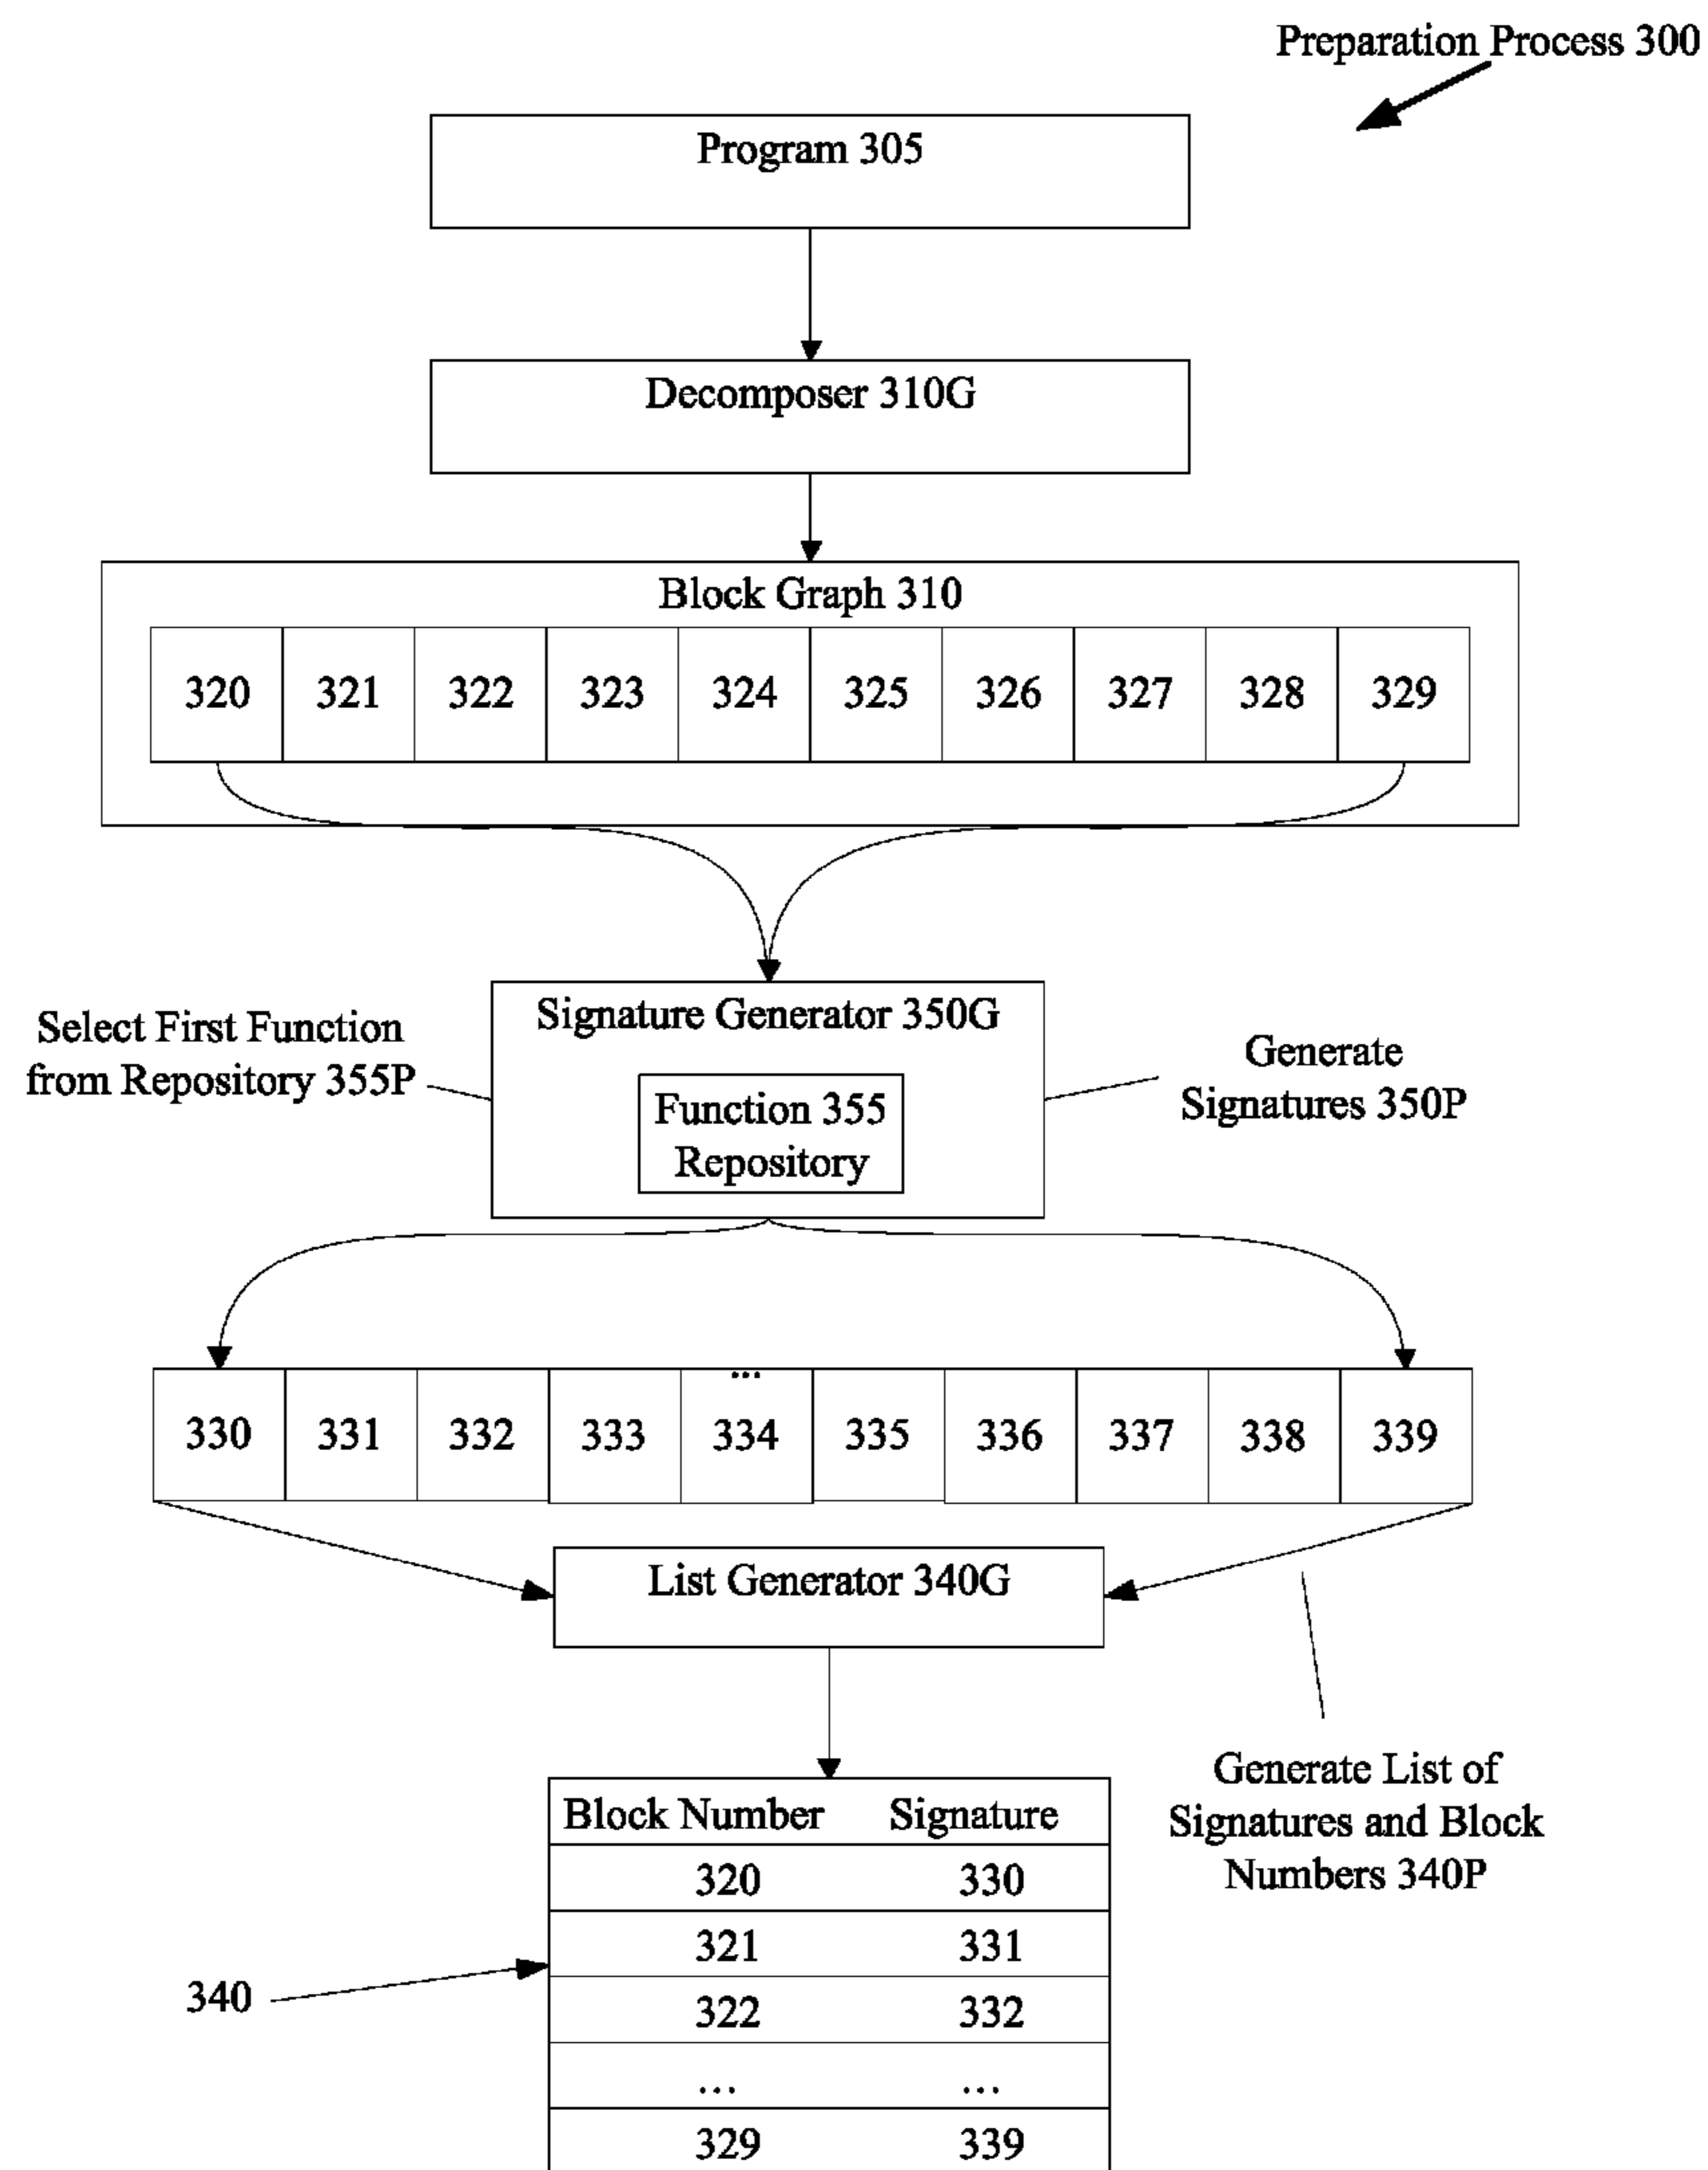 Preparation Process 300
Program 305
Decomposer 310G
Block Graph 310
320 321 322 323 324 325 326 327 328 329
Select First Function
from Repository 355P
Signature Generator 350G
Function 355
Repository
Generate
Signatures 350P
...
330 331 332 333 334 335 336 337 338 339
List Generator 340G
Generate List of
Signatures and Block
Numbers 340P
340
Block Number Signature
320 330
321 331
322 332
... ...
329 339